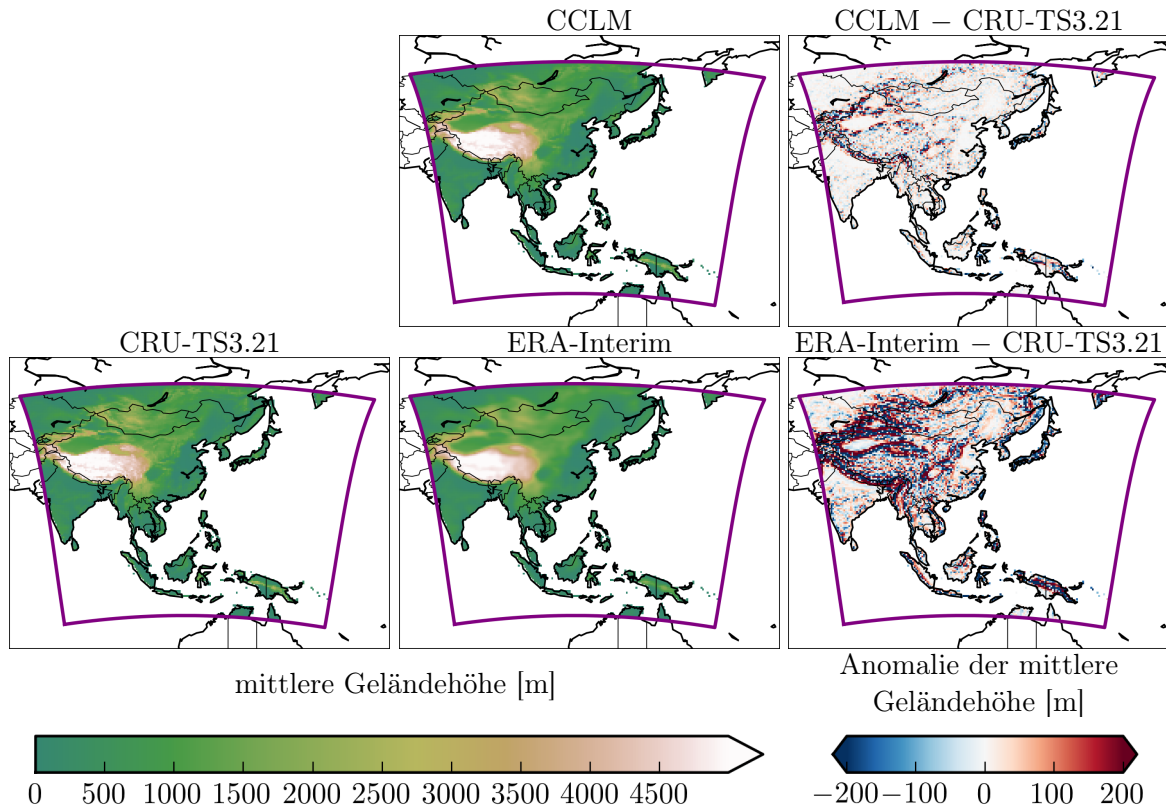 CCLM
CCLM − CRU-TS3.21
CRU-TS3.21
ERA-Interim
ERA-Interim − CRU-TS3.21
mittlere Geländehöhe [m]
Anomalie der mittlere
Geländehöhe [m]
0 500 1000 1500 2000 2500 3000 3500 4000 4500
−200 −100 0 100 200